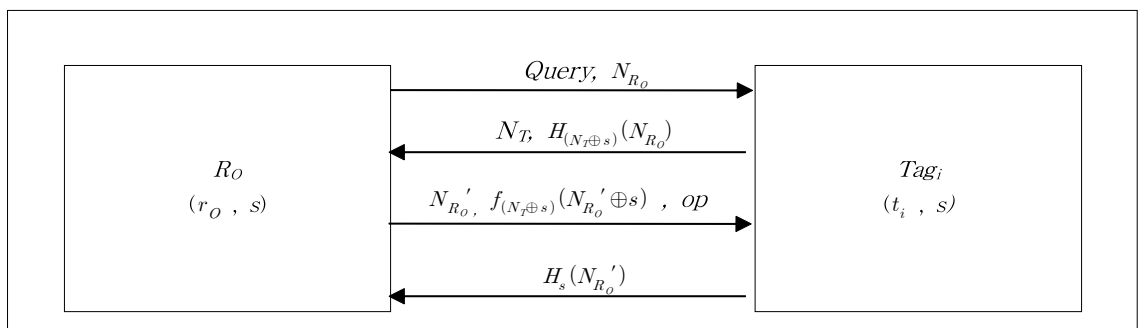 Query, N_{R_O}
N_T, H_{(N_T⊕s)}(N_{R_O})
R_O
(r_O , s)
N_{R_O}′, f_{(N_T⊕s)}(N_{R_O}′⊕s) , op
Tag_i
(t_i , s)
H_s(N_{R_O}′)